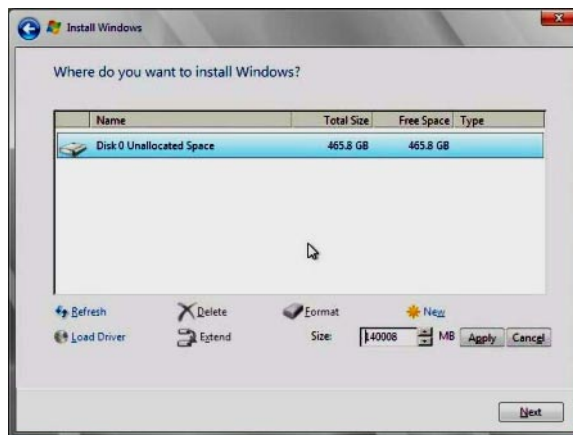 Install Windows
Where do you want to install Windows?
Name Total Size Free Space Type
Disk 0 Unallocated Space 465.8 GB 465.8 GB
Refresh Delete Format New
Load Driver Extend Size: 140008 MB Apply Cancel
Next